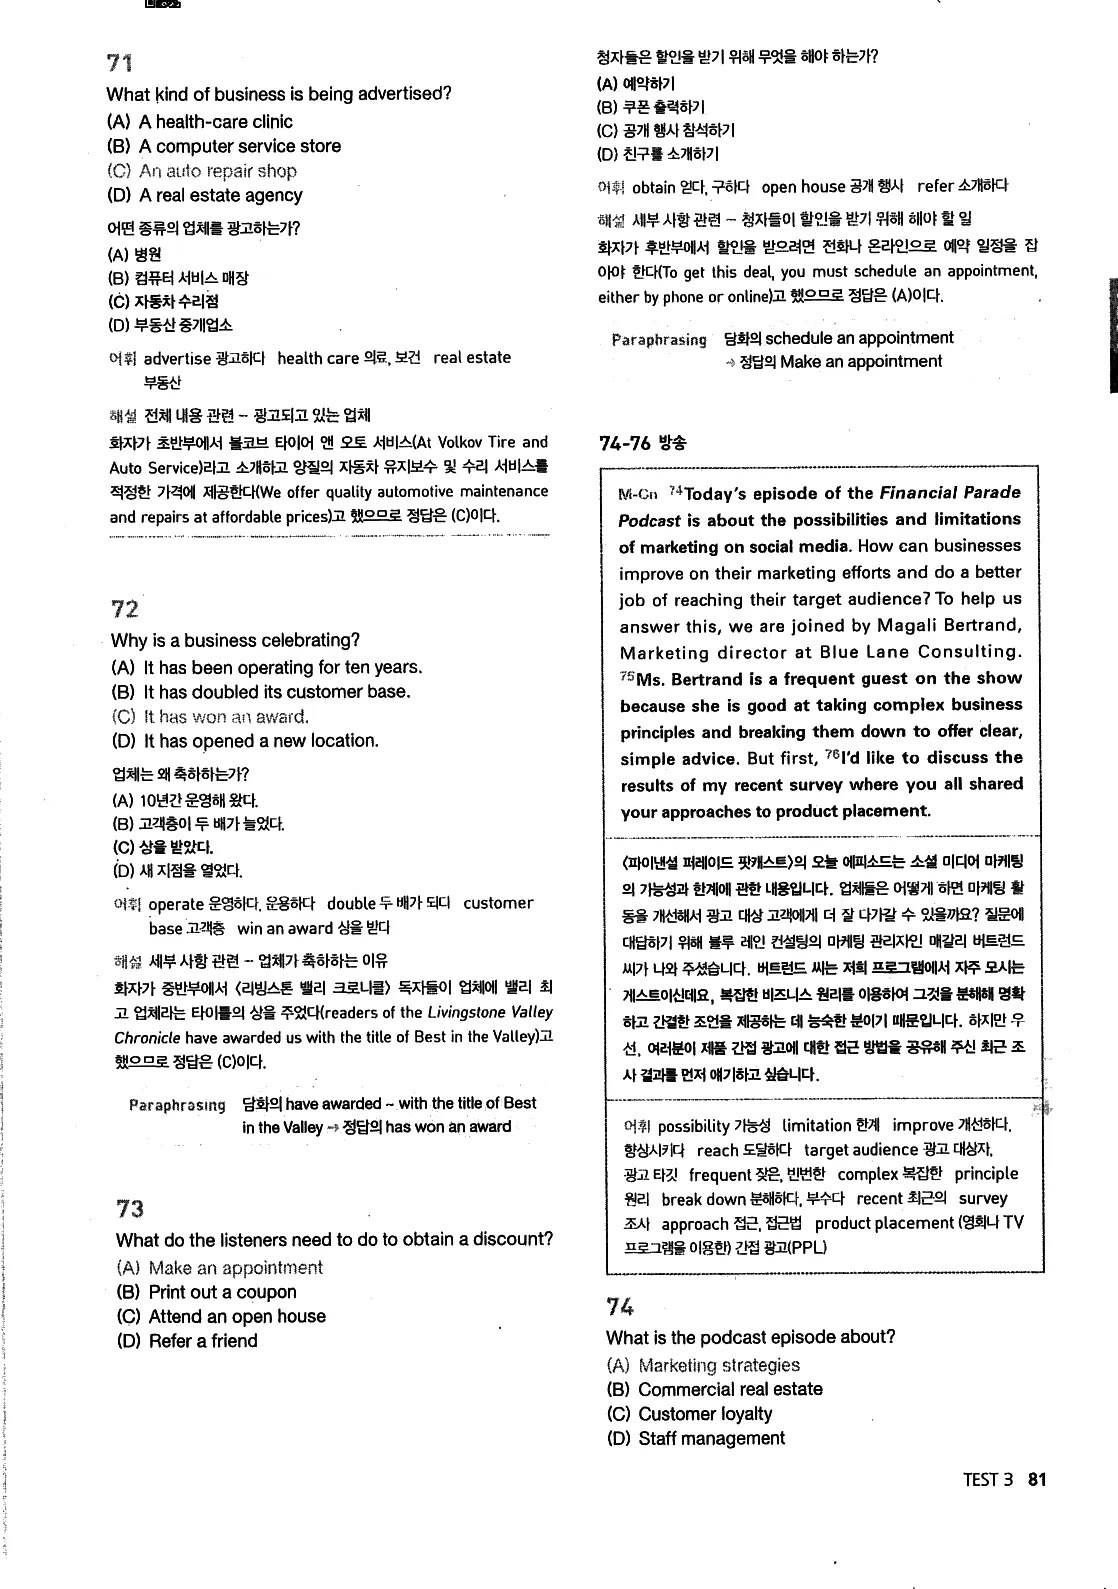 71
What kind of business is being advertised?
(A) A health-care clinic
(B) A computer service store
(C) An auto repair shop
(D) A real estate agency
어떤 종류의 업체를 광고하는가?
(A) 병원
(B) 컴퓨터 서비스 매장
(C) 자동차 수리점
(D) 부동산 중개업소
어휘 advertise 광고하다 health care 의료, 보건 real estate
부동산
해설 전체 내용 관련 – 광고되고 있는 업체
화자가 초반부에서 볼코브 타이어 앤 오토 서비스(At Volkov Tire and
Auto Service)라고 소개하고 양질의 자동차 유지보수 및 수리 서비스를
적정한 가격에 제공한다(We offer quality automotive maintenance
and repairs at affordable prices)고 했으므로 정답은 (C)이다.
72
Why is a business celebrating?
(A) It has been operating for ten years.
(B) It has doubled its customer base.
(C) It has won an award.
(D) It has opened a new location.
업체는 왜 축하하는가?
(A) 10년간 운영해 왔다.
(B) 고객층이 두 배가 늘었다.
(C) 상을 받았다.
(D) 새 지점을 열었다.
어휘 operate 운영하다, 운용하다 double 두 배가 되다 customer
base 고객층 win an award 상을 받다
해설 세부 사항 관련 – 업체가 축하하는 이유
화자가 중반부에서 〈리빙스톤 밸리 크로니클〉 독자들이 업체에 밸리 최
고 업체라는 타이틀의 상을 주었다(readers of the Livingstone Valley
Chronicle have awarded us with the title of Best in the Valley)고
했으므로 정답은 (C)이다.
Paraphrasing 담화의 have awarded ~ with the title of Best
in the Valley → 정답의 has won an award
73
What do the listeners need to do to obtain a discount?
(A) Make an appointment
(B) Print out a coupon
(C) Attend an open house
(D) Refer a friend
청자들은 할인을 받기 위해 무엇을 해야 하는가?
(A) 예약하기
(B) 쿠폰 출력하기
(C) 공개 행사 참석하기
(D) 친구를 소개하기
어휘 obtain 얻다, 구하다 open house 공개 행사 refer 소개하다
해설 세부 사항 관련 – 청자들이 할인을 받기 위해 해야 할 일
화자가 후반부에서 할인을 받으려면 전화나 온라인으로 예약 일정을 잡
아야 한다(To get this deal, you must schedule an appointment,
either by phone or online)고 했으므로 정답은 (A)이다.
Paraphrasing 담화의 schedule an appointment
→ 정답의 Make an appointment
74-76 방송
M-Cn 74Today's episode of the Financial Parade
Podcast is about the possibilities and limitations
of marketing on social media. How can businesses
improve on their marketing efforts and do a better
job of reaching their target audience? To help us
answer this, we are joined by Magali Bertrand,
Marketing director at Blue Lane Consulting.
75Ms. Bertrand is a frequent guest on the show
because she is good at taking complex business
principles and breaking them down to offer clear,
simple advice. But first, 76I'd like to discuss the
results of my recent survey where you all shared
your approaches to product placement.
〈파이낸셜 퍼레이드 팟캐스트〉의 오늘 에피소드는 소셜 미디어 마케팅
의 가능성과 한계에 관한 내용입니다. 업체들은 어떻게 하면 마케팅 활
동을 개선해서 광고 대상 고객에게 더 잘 다가갈 수 있을까요? 질문에
대답하기 위해 블루 레인 컨설팅의 마케팅 관리자인 매갈리 버트런드
씨가 나와 주셨습니다. 버트런드 씨는 저희 프로그램에서 자주 모시는
게스트이신데요, 복잡한 비즈니스 원리를 이용하여 그것을 분해해 명확
하고 간결한 조언을 제공하는 데 능숙한 분이기 때문입니다. 하지만 우
선, 여러분이 제품 간접 광고에 대한 접근 방법을 공유해 주신 최근 조
사 결과를 먼저 얘기하고 싶습니다.
어휘 possibility 가능성 limitation 한계 improve 개선하다,
향상시키다 reach 도달하다 target audience 광고 대상자,
광고 타깃 frequent 잦은, 빈번한 complex 복잡한 principle
원리 break down 분해하다, 부수다 recent 최근의 survey
조사 approach 접근, 접근법 product placement (영화나 TV
프로그램을 이용한) 간접 광고(PPL)
74
What is the podcast episode about?
(A) Marketing strategies
(B) Commercial real estate
(C) Customer loyalty
(D) Staff management
TEST 3 81